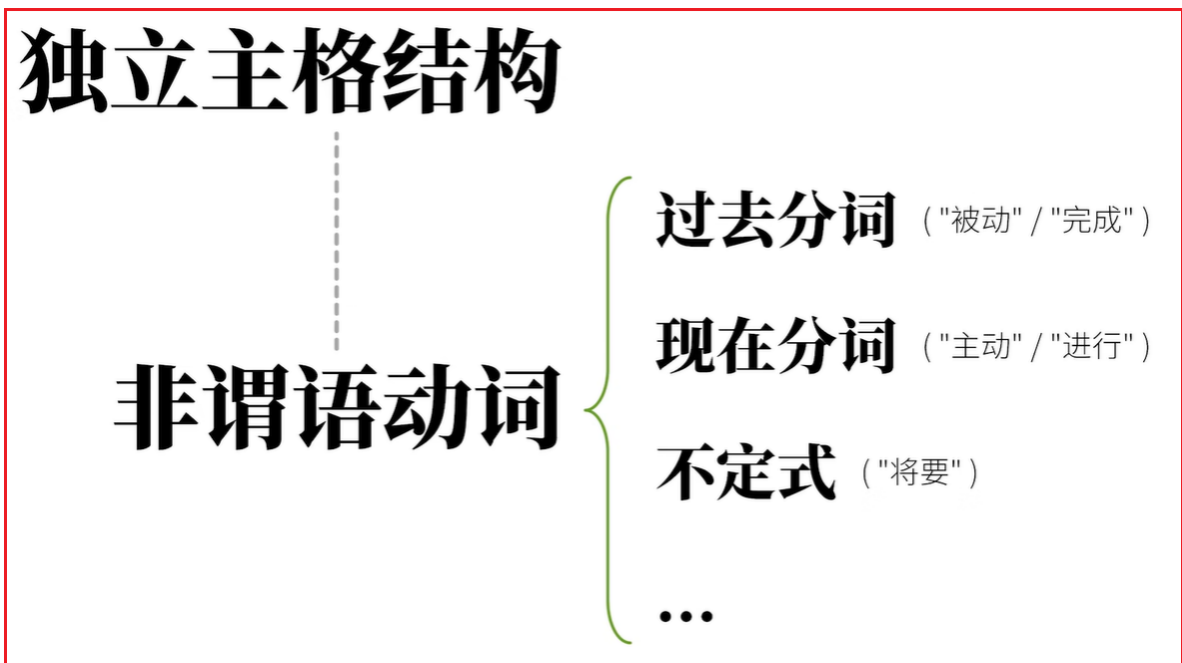 独立主格结构
过去分词 ("被动" / "完成")
现在分词 ("主动" / "进行")
非谓语动词
不定式 ("将要")
...